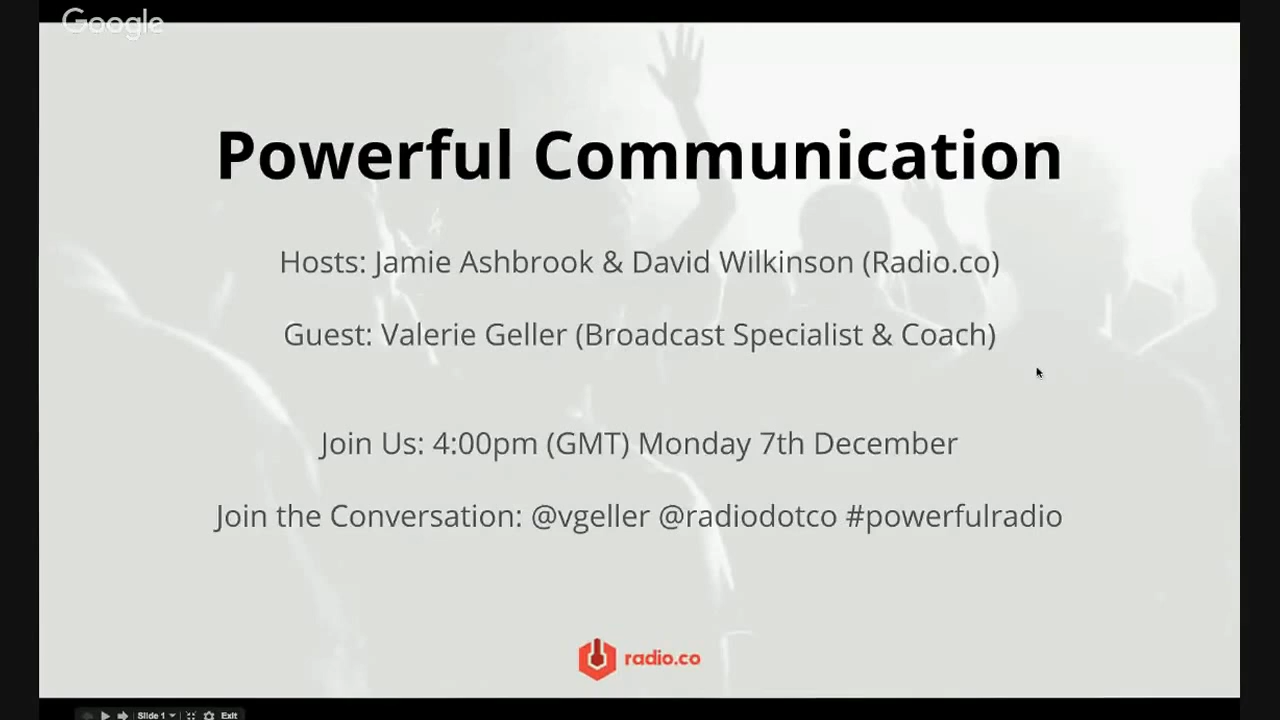 Google
Powerful Communication
Hosts: Jamie Ashbrook & David Wilkinson (Radio.co)
Guest: Valerie Geller (Broadcast Specialist & Coach)
Join Us: 4:00pm (GMT) Monday 7th December
Join the Conversation: @vgeller @radiodotco #powerfulradio
radio.co
Slide 1 Exit